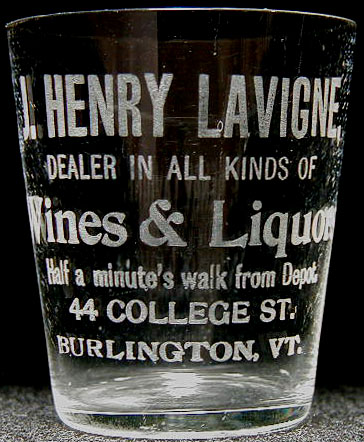 J. HENRY LAVIGNE,
DEALER IN ALL KINDS OF
Wines & Liquors
Half a minute's walk from Depot.
44 COLLEGE ST.
BURLINGTON, VT.